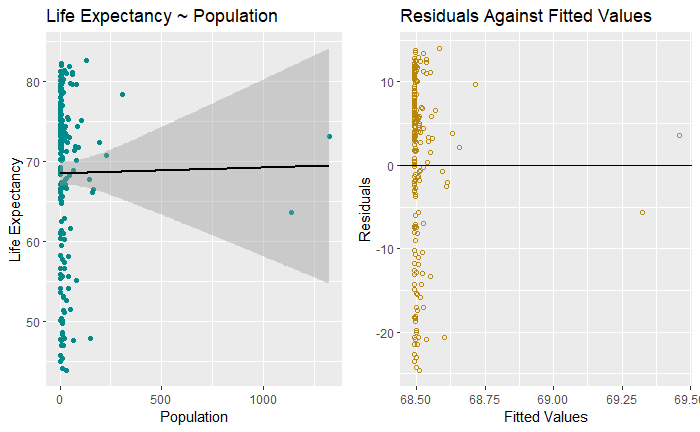 Life Expectancy ~ Population
Life Expectancy
80
70
60
50
0
500
1000
Population
Residuals Against Fitted Values
Residuals
10
0
-10
-20
68.50
68.75
69.00
69.25
69.50
Fitted Values